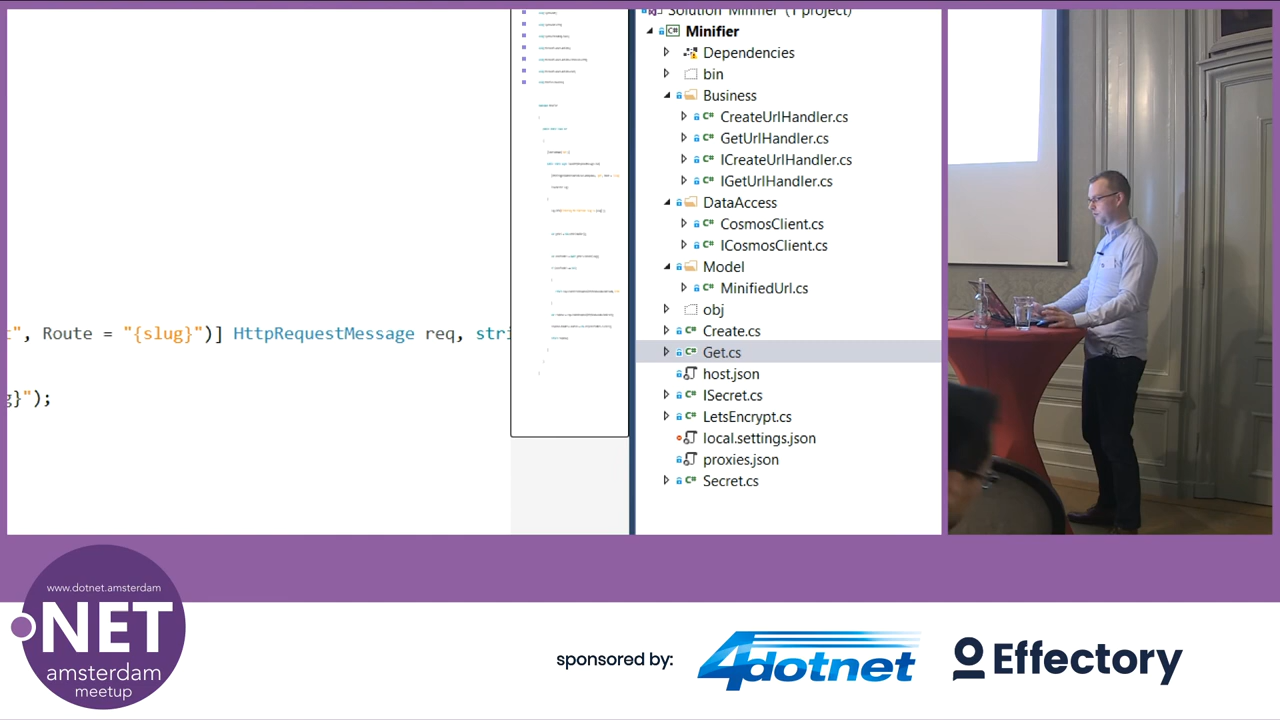 t", Route = "{slug}")] HttpRequestMessage req, stri
g}");
Solution 'Minifier' (1 project)
Minifier
Dependencies
bin
Business
CreateUrlHandler.cs
GetUrlHandler.cs
ICreateUrlHandler.cs
IGetUrlHandler.cs
DataAccess
CosmosClient.cs
ICosmosClient.cs
Model
MinifiedUrl.cs
obj
Create.cs
Get.cs
host.json
ISecret.cs
LetsEncrypt.cs
local.settings.json
proxies.json
Secret.cs
www.dotnet.amsterdam
.NET
amsterdam
meetup
sponsored by:
4dotnet
Effectory